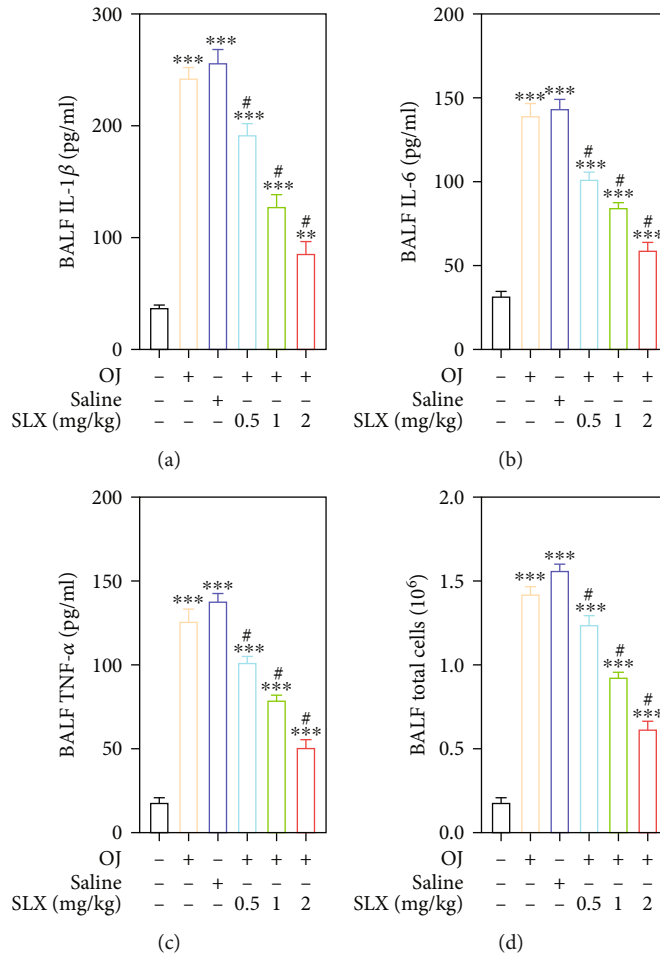 300
200
100
0
BALF IL-1β (pg/ml)
***
***
#
***
#
***
#
**
OJ – + – + + +
Saline – – + – – –
SLX (mg/kg) – – – 0.5 1 2
(a)
200
150
100
50
0
BALF IL-6 (pg/ml)
***
***
#
***
#
***
#
***
OJ – + – + + +
Saline – – + – – –
SLX (mg/kg) – – – 0.5 1 2
(b)
200
150
100
50
0
BALF TNF-α (pg/ml)
***
***
#
***
#
***
#
***
OJ – + – + + +
Saline – – + – – –
SLX (mg/kg) – – – 0.5 1 2
(c)
2.0
1.5
1.0
0.5
0.0
BALF total cells (10⁶)
***
***
#
***
#
***
#
***
OJ – + – + + +
Saline – – + – – –
SLX (mg/kg) – – – 0.5 1 2
(d)